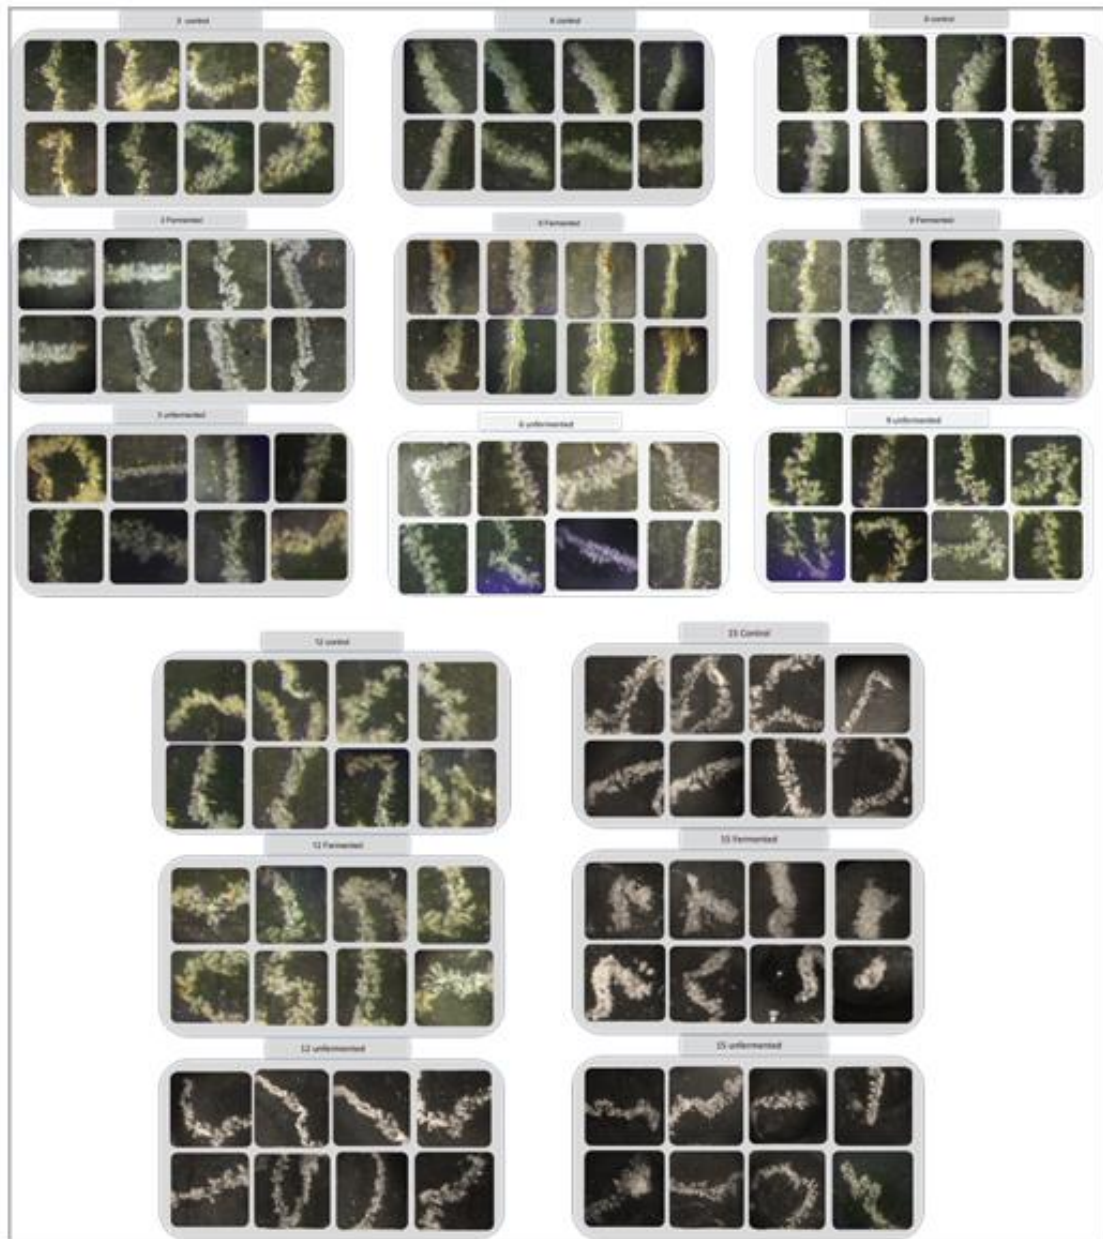 3 control
6 control
9 control
3 Fermented
6 Fermented
9 Fermented
3 unfermented
6 unfermented
9 unfermented
12 control
15 Control
12 Fermented
15 Fermented
12 unfermented
15 unfermented